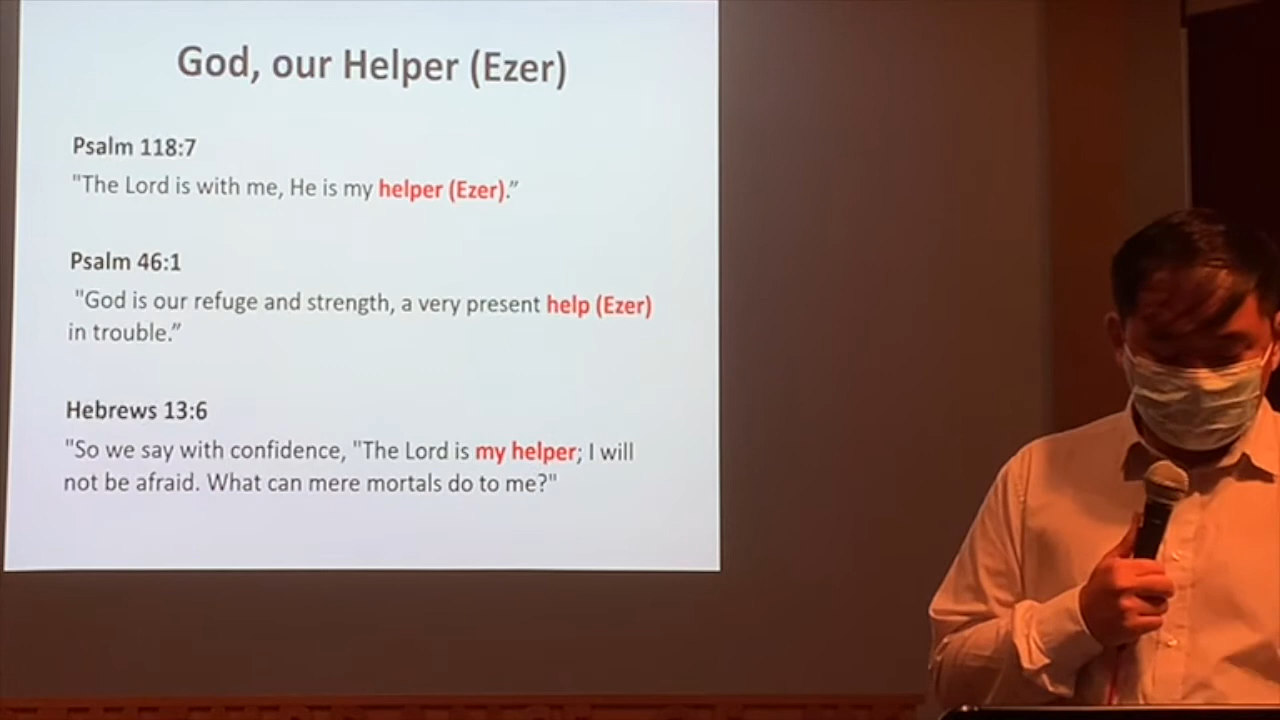 God, our Helper (Ezer)
Psalm 118:7
"The Lord is with me, He is my helper (Ezer).”
Psalm 46:1
"God is our refuge and strength, a very present help (Ezer)
in trouble.”
Hebrews 13:6
"So we say with confidence, "The Lord is my helper; I will
not be afraid. What can mere mortals do to me?"